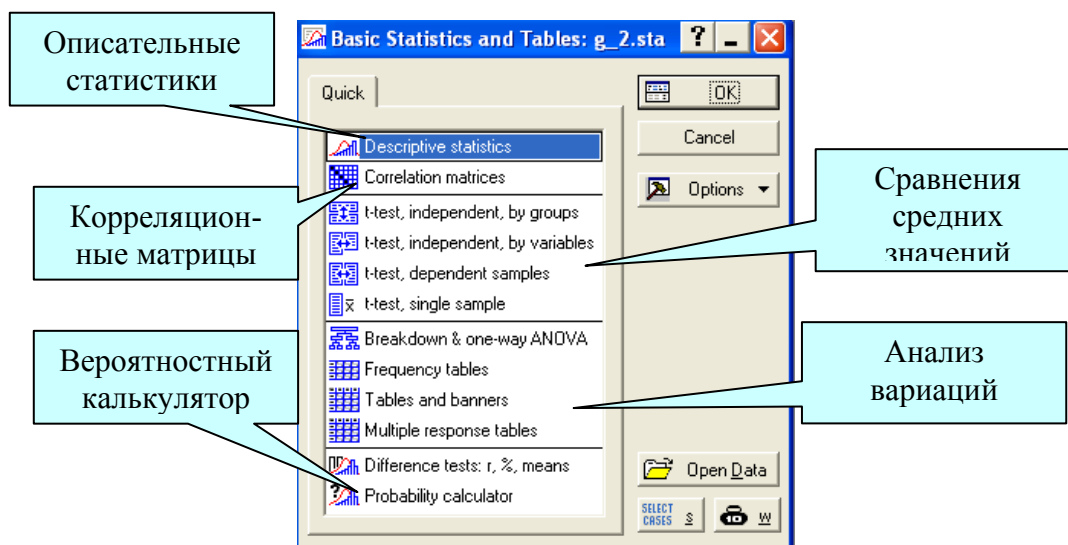 Описательные
статистики
Корреляцион-
ные матрицы
Вероятностный
калькулятор
Basic Statistics and Tables: g_2.sta
?
Quick
Descriptive statistics
Correlation matrices
t-test, independent, by groups
t-test, independent, by variables
t-test, dependent samples
t-test, single sample
Breakdown & one-way ANOVA
Frequency tables
Tables and banners
Multiple response tables
Difference tests: r, %, means
Probability calculator
OK
Cancel
Options
Open Data
SELECT
CASES
S
W
Сравнения
средних
значений
Анализ
вариаций